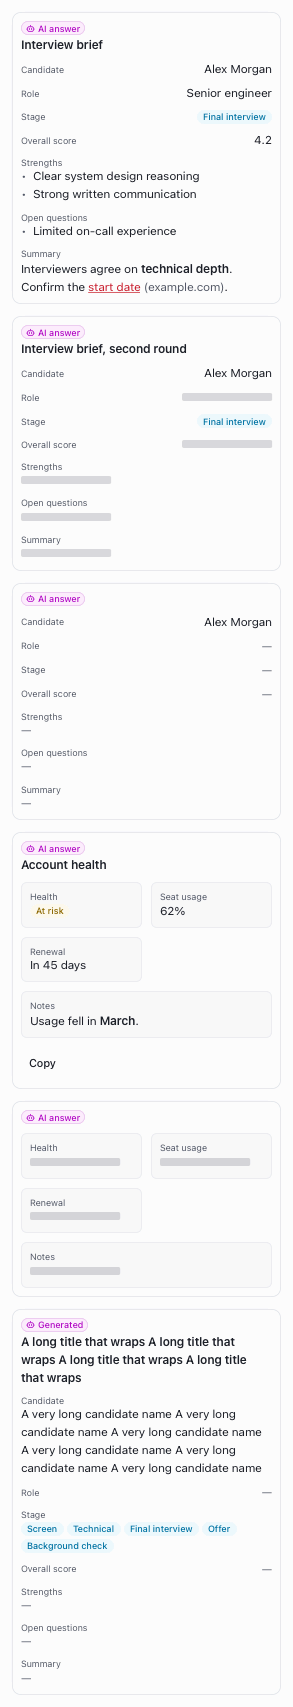 AI answer
Interview brief
Candidate Alex Morgan
Role Senior engineer
Stage Final interview
Overall score 4.2
Strengths
• Clear system design reasoning
• Strong written communication
Open questions
• Limited on-call experience
Summary
Interviewers agree on technical depth.
Confirm the start date (example.com).
AI answer
Interview brief, second round
Candidate Alex Morgan
Role
Stage Final interview
Overall score
Strengths
Open questions
Summary
AI answer
Candidate Alex Morgan
Role —
Stage —
Overall score —
Strengths
—
Open questions
—
Summary
—
AI answer
Account health
Health Seat usage
At risk 62%
Renewal
In 45 days
Notes
Usage fell in March.
Copy
AI answer
Health Seat usage
Renewal
Notes
Generated
A long title that wraps A long title that
wraps A long title that wraps A long title
that wraps
Candidate
A very long candidate name A very long
candidate name A very long candidate name
A very long candidate name A very long
candidate name A very long candidate name
Role —
Stage
Screen Technical Final interview Offer
Background check
Overall score —
Strengths
—
Open questions
—
Summary
—